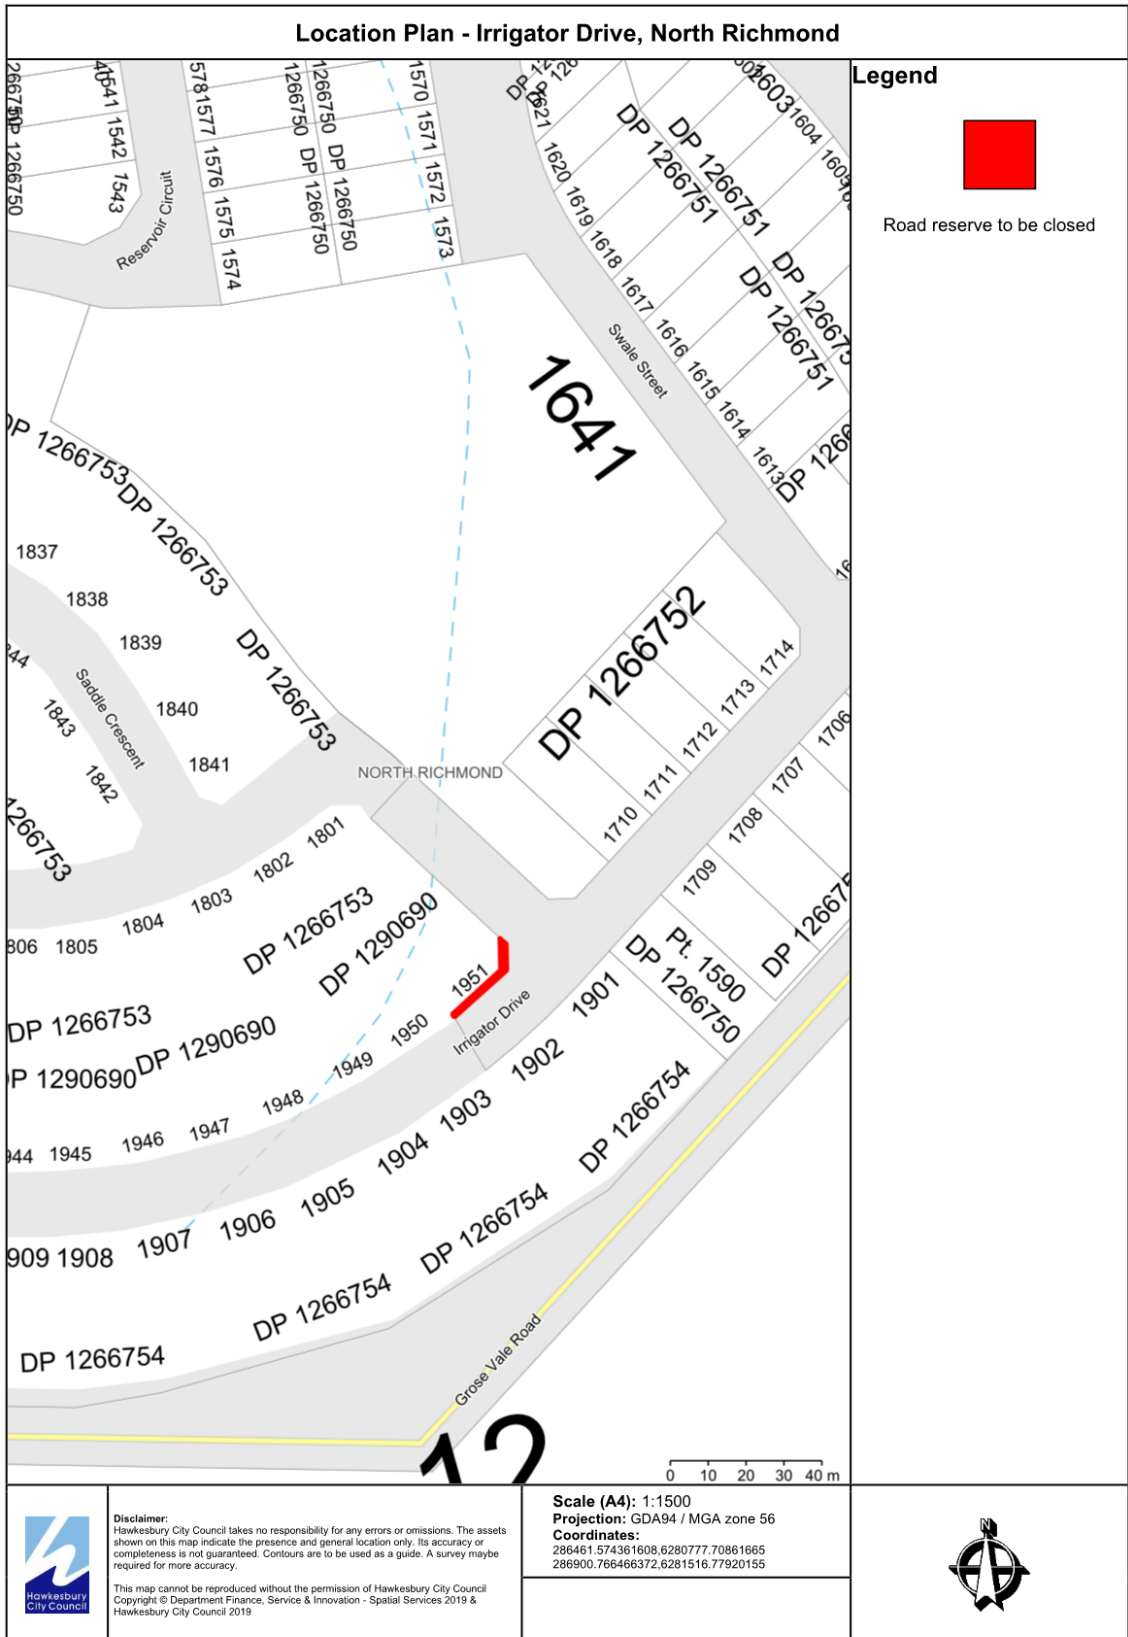 Location Plan - Irrigator Drive, North Richmond
Legend
Road reserve to be closed
1541
1542
1543
DP 1266750
Reservoir Circuit
578
1577
1576
1575
1574
1266750
1266750
DP 1266750
DP 1266750
1570
1571
1572
1573
1621
1620
1619
1618
1617
1616
1615
1614
1613
1603
1604
1605
DP 1266751
DP 1266751
DP 1266751
Swale Street
1641
DP 1266753
DP 1266753
DP 1266753
1837
1838
1839
1840
1841
1843
1842
Saddle Crescent
1266753
NORTH RICHMOND
DP 1266752
1714
1713
1712
1711
1710
1706
1707
1708
1709
1801
1802
1803
1804
1805
806
DP 1266753
DP 1290690
DP 1266753
DP 1290690
DP 1290690
1951
1950
1949
1948
1947
1946
1945
944
Irrigator Drive
Pt. 1590
DP 1266750
1901
1902
1903
1904
1905
1906
1907
1908
909
DP 1266754
DP 1266754
DP 1266754
DP 1266754
Grose Vale Road
12
0 10 20 30 40 m
Hawkesbury
City Council
Disclaimer:
Hawkesbury City Council takes no responsibility for any errors or omissions. The assets
shown on this map indicate the presence and general location only. Its accuracy or
completeness is not guaranteed. Contours are to be used as a guide. A survey maybe
required for more accuracy.
This map cannot be reproduced without the permission of Hawkesbury City Council
Copyright © Department Finance, Service & Innovation - Spatial Services 2019 &
Hawkesbury City Council 2019
Scale (A4): 1:1500
Projection: GDA94 / MGA zone 56
Coordinates:
286461.574361608,6280777.70861665
286900.766466372,6281516.77920155
N